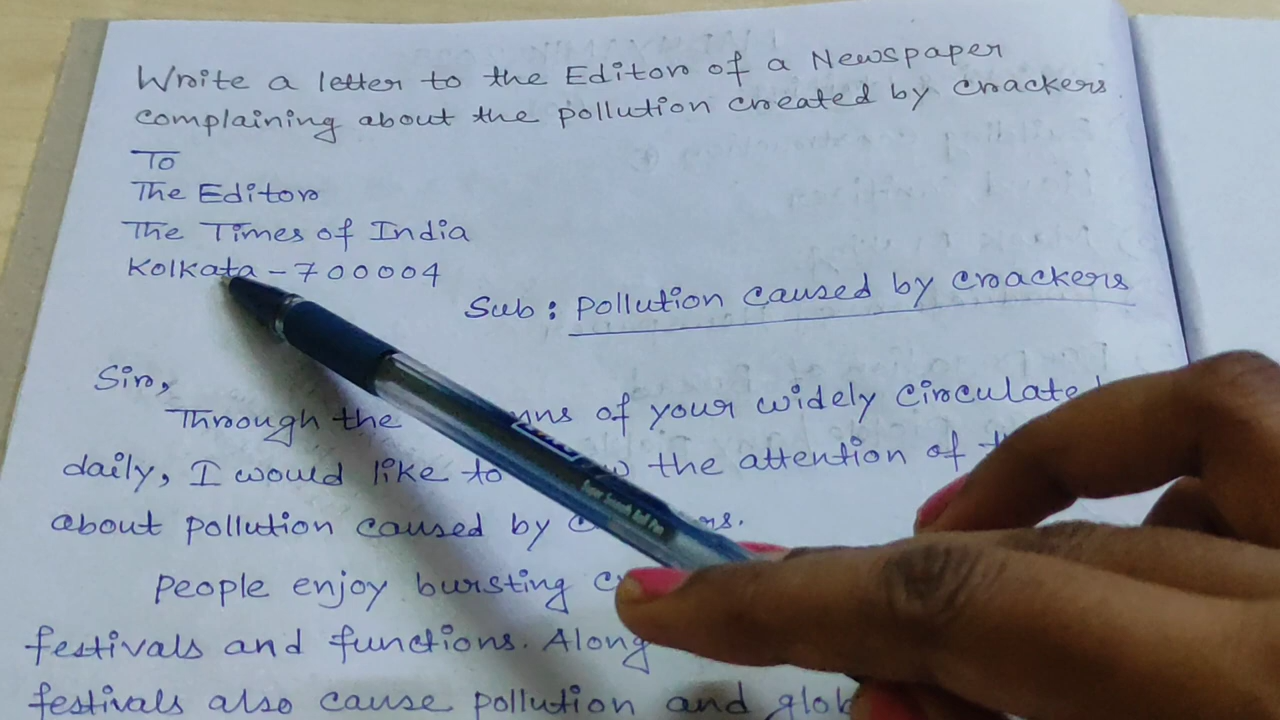 Write a letter to the Editor of a Newspaper
complaining about the pollution created by crackers.
To
The Editor
The Times of India
Kolkata - 700004
Sub: Pollution caused by crackers
Sir,
Through the of your widely circulated
daily, I would like to the attention of
about pollution caused by
People enjoy bursting
festivals and functions. Along
festivals also cause pollution and